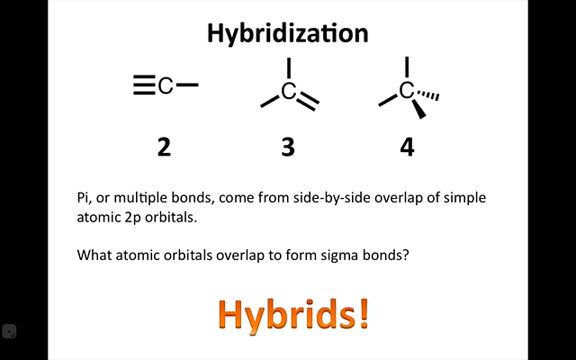 Hybridization
C C C
2 3 4
Pi, or multiple bonds, come from side-by-side overlap of simple
atomic 2p orbitals.
What atomic orbitals overlap to form sigma bonds?
Hybrids!